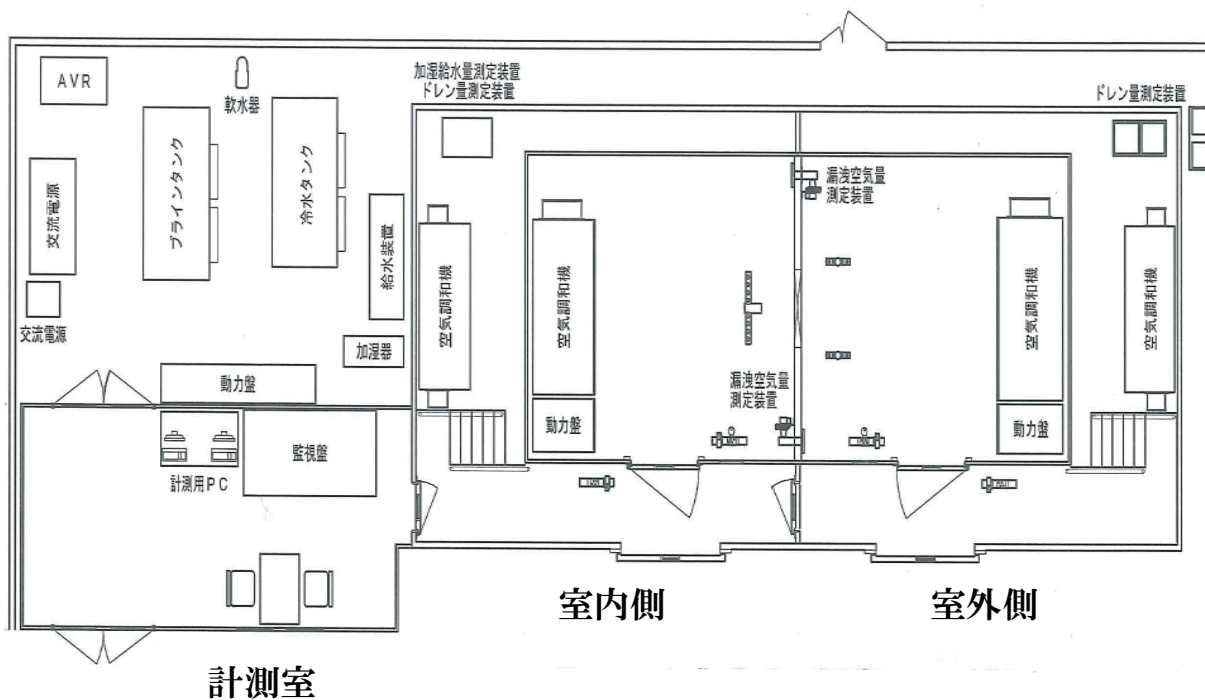 AVR
軟水器
加湿給水量測定装置
ドレン量測定装置
ドレン量測定装置
ブラインタンク
冷水タンク
交流電源
給水装置
交流電源
加湿器
動力盤
空気調和機
空気調和機
漏洩空気量
測定装置
空気調和機
空気調和機
漏洩空気量
測定装置
動力盤
動力盤
監視盤
計測用PC
室内側
室外側
計測室